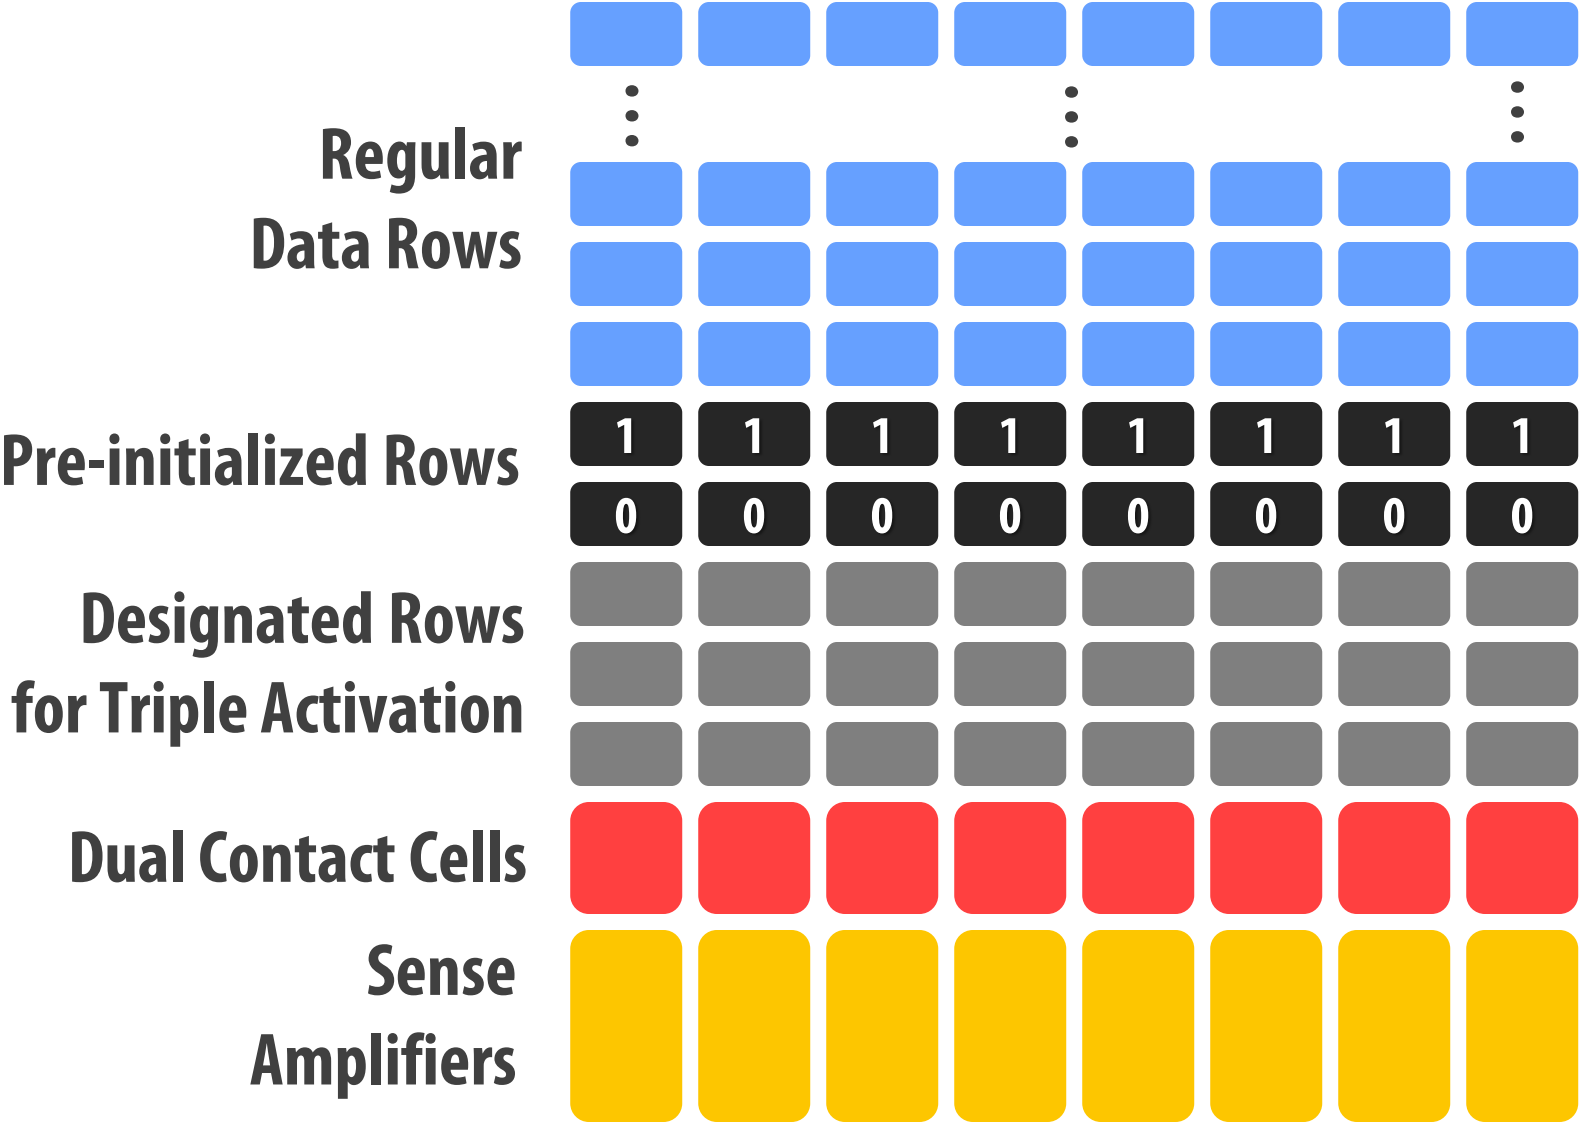 Regular
Data Rows
Pre-initialized Rows
1 1 1 1 1 1 1 1
0 0 0 0 0 0 0 0
Designated Rows
for Triple Activation
Dual Contact Cells
Sense
Amplifiers